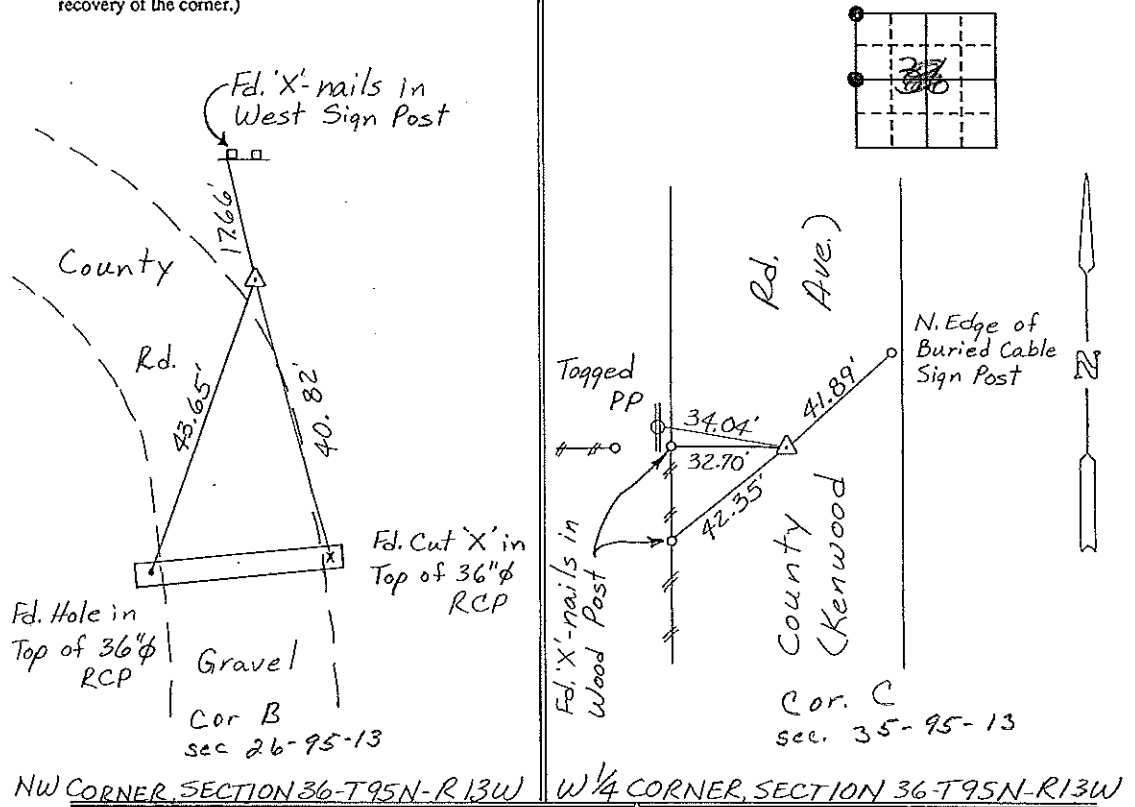 recovery of the corner.)
Fd. 'X'-nails in
West Sign Post
17.66'
County
Rd.
43.65'
40.82'
X
Fd. Cut 'X' in
Top of 36"ϕ
RCP
Fd. Hole in
Top of 36"ϕ
RCP
Gravel
Cor B
sec 26-95-13
NW CORNER, SECTION 36-T95N-R13W
36
Rd.
Ave.)
N. Edge of
Buried Cable
Sign Post
N
Tagged
PP
34.04'
41.89'
32.70'
42.35'
Fd. 'X'-nails in
Wood Post
County
(Kenwood
Cor. C
sec. 35-95-13
W 1/4 CORNER, SECTION 36-T95N-R13W